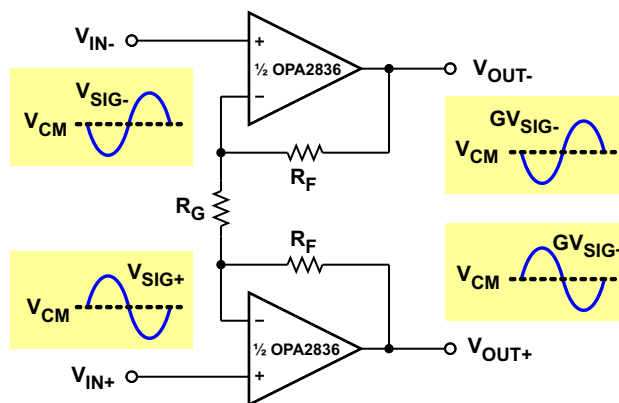 VIN-
+
½ OPA2836
−
VOUT-
VSIG-
VCM
GVSIG-
VCM
RF
RG
RF
VSIG+
VCM
GVSIG-
VCM
−
½ OPA2836
+
VIN+
VOUT+